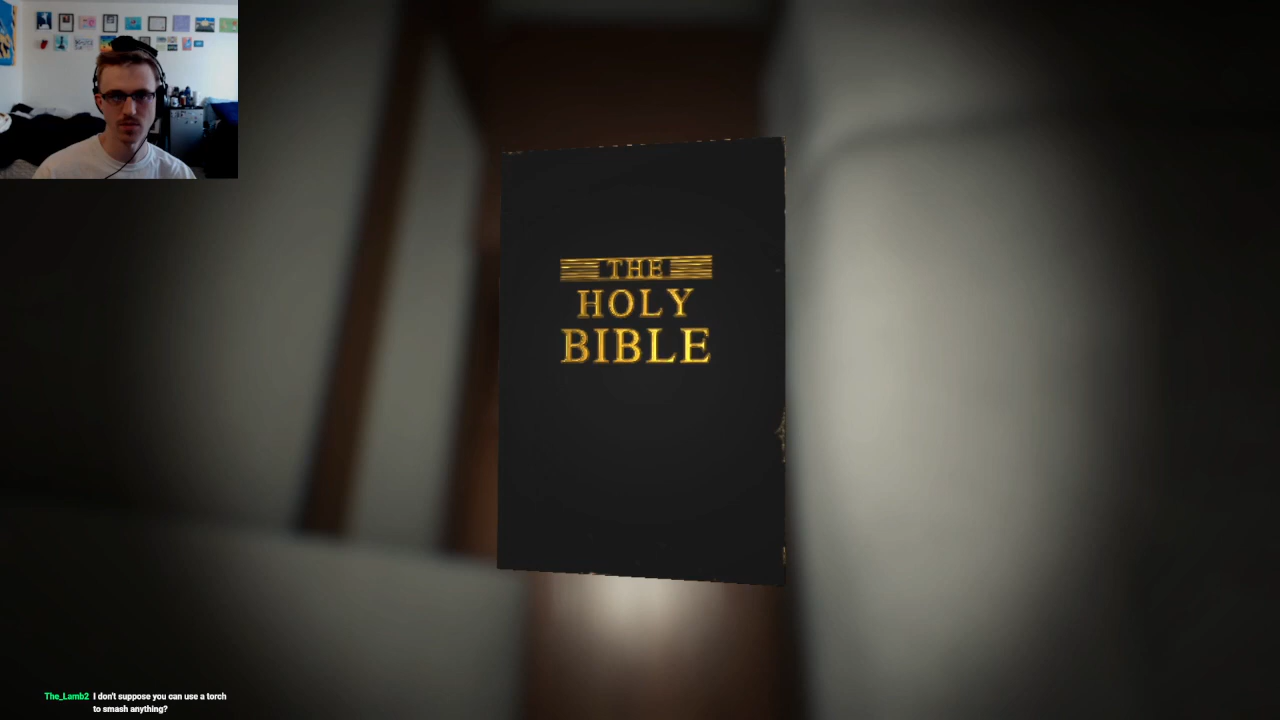 THE
HOLY
BIBLE
The_Lamb2 I don't suppose you can use a torch
to smash anything?